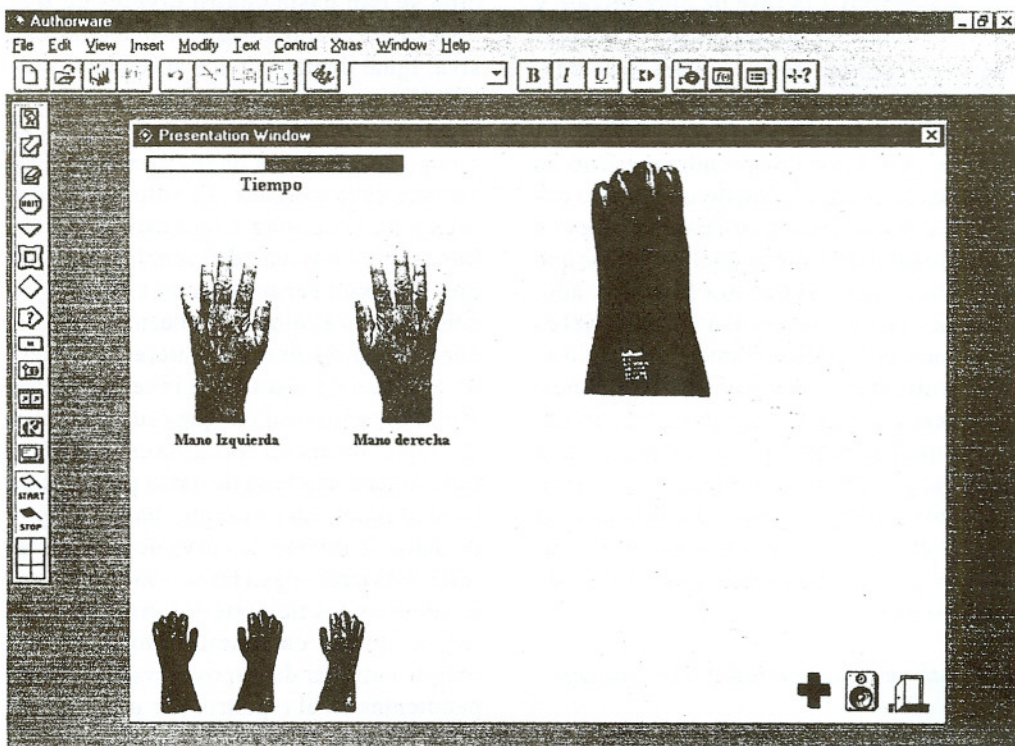 Authorware
File Edit View Insert Modify Text Control Xtras Window Help
B I U
Presentation Window
Tiempo
Mano Izquierda
Mano derecha
WAIT
START
STOP